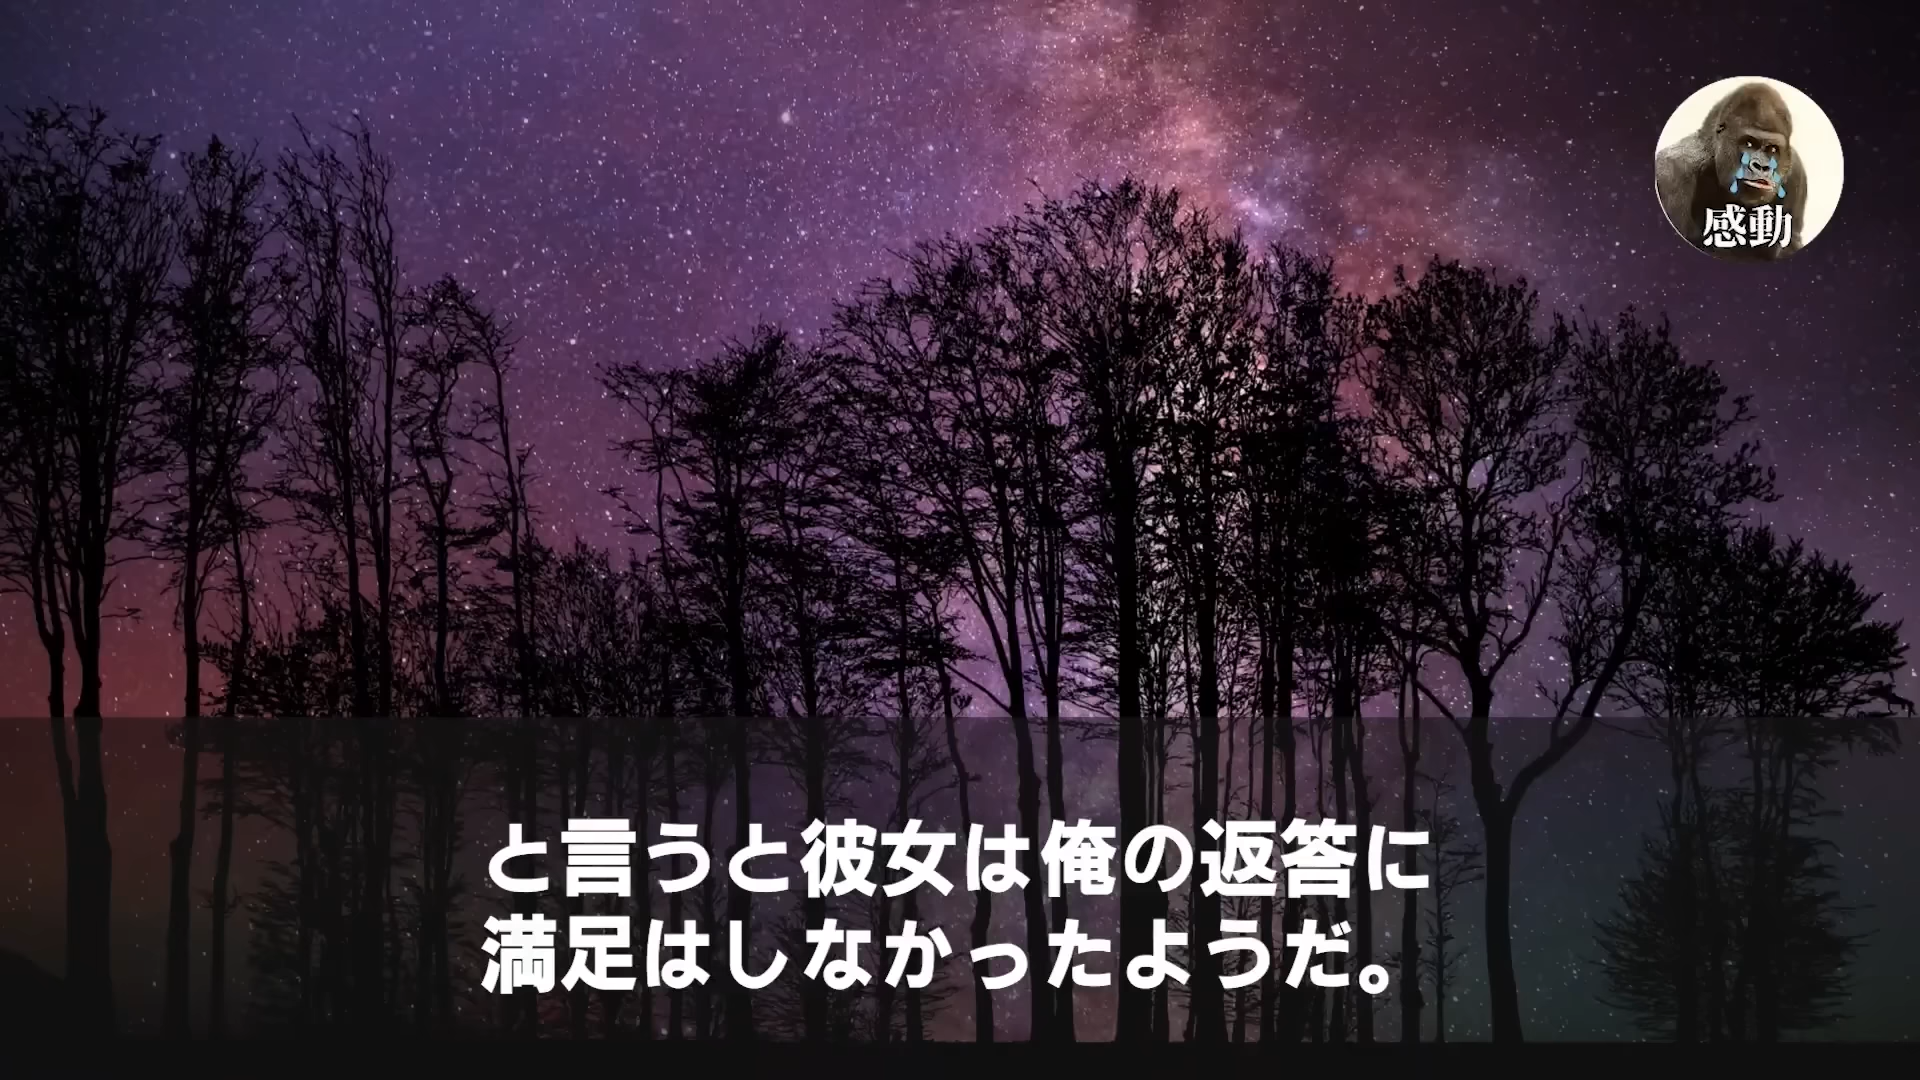 感動
と言うと彼女は俺の返答に
満足はしなかったようだ。